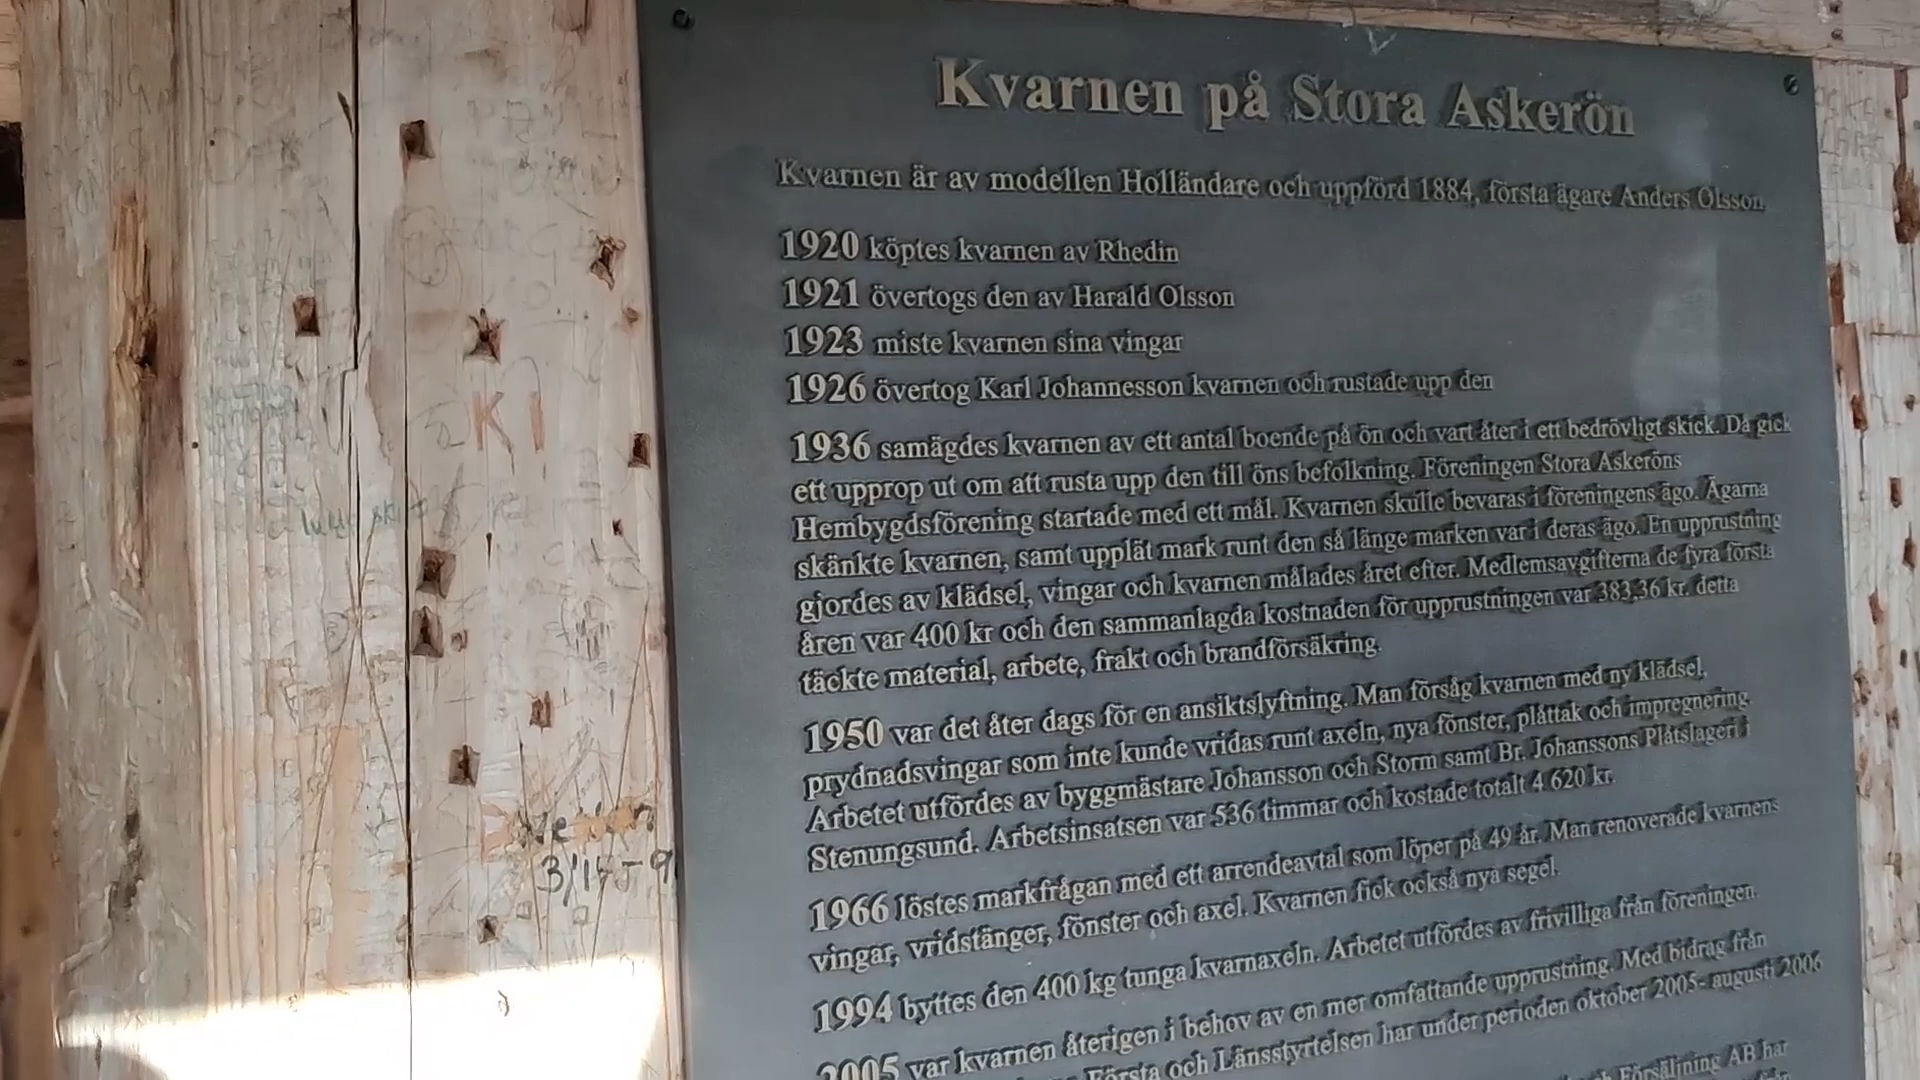 Kvarnen på Stora Askerön
Kvarnen är av modellen Holländare och uppförd 1884, första ägare Anders Olsson.
1920 köptes kvarnen av Rhedin
1921 övertogs den av Harald Olsson
1923 miste kvarnen sina vingar
1926 övertog Karl Johannesson kvarnen och rustade upp den
1936 samägdes kvarnen av ett antal boende på ön och vart åter i ett bedrövligt skick. Då gick
ett upprop ut om att rusta upp den till öns befolkning. Föreningen Stora Askeröns
Hembygdsförening startade med ett mål. Kvarnen skulle bevaras i föreningens ägo. Ägarna
skänkte kvarnen, samt upplät mark runt den så länge marken var i deras ägo. En upprustning
gjordes av klädsel, vingar och kvarnen målades året efter. Medlemsavgifterna de fyra första
åren var 400 kr och den sammanlagda kostnaden för upprustningen var 383,36 kr. detta
täckte material, arbete, frakt och brandförsäkring.
1950 var det åter dags för en ansiktslyftning. Man försåg kvarnen med ny klädsel,
prydnadsvingar som inte kunde vridas runt axeln, nya fönster, plåttak och impregnering.
Arbetet utfördes av byggmästare Johansson och Storm samt Br. Johanssons Plåtslageri i
Stenungsund. Arbetsinsatsen var 536 timmar och kostade totalt 4 620 kr.
1966 löstes markfrågan med ett arrendeavtal som löper på 49 år. Man renoverade kvarnens
vingar, vridstänger, fönster och axel. Kvarnen fick också nya segel.
1994 byttes den 400 kg tunga kvarnaxeln. Arbetet utfördes av frivilliga från föreningen.
2005 var kvarnen återigen i behov av en mer omfattande upprustning. Med bidrag från
Första och Länsstyrtelsen har under perioden oktober 2005- augusti 2006
Försäljning AB har
K I